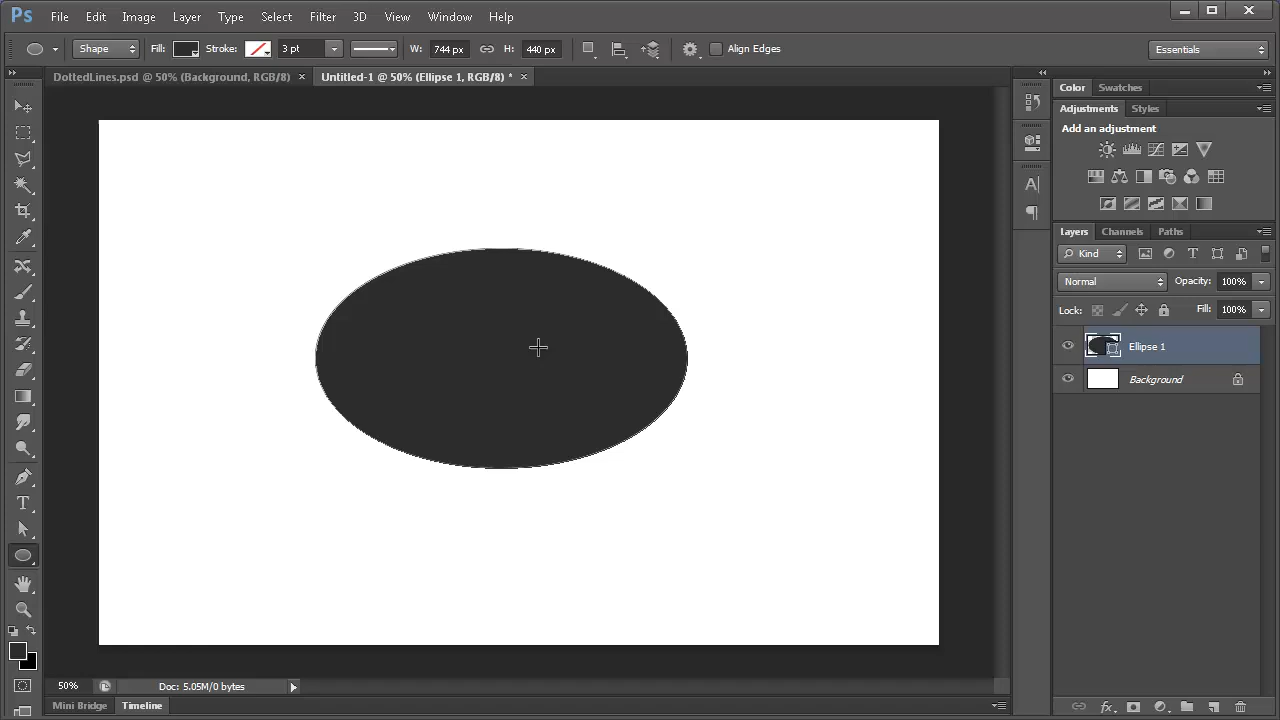 Ps File Edit Image Layer Type Select Filter 3D View Window Help
Shape Fill: Stroke: 3 pt W: 744 px H: 440 px Align Edges Essentials
DottedLines.psd @ 50% (Background, RGB/8) × Untitled-1 @ 50% (Ellipse 1, RGB/8) * ×
Color Swatches
Adjustments Styles
Add an adjustment
Layers Channels Paths
Kind
Normal Opacity: 100%
Lock: Fill: 100%
Ellipse 1
Background
50% Doc: 5.05M/0 bytes
Mini Bridge Timeline